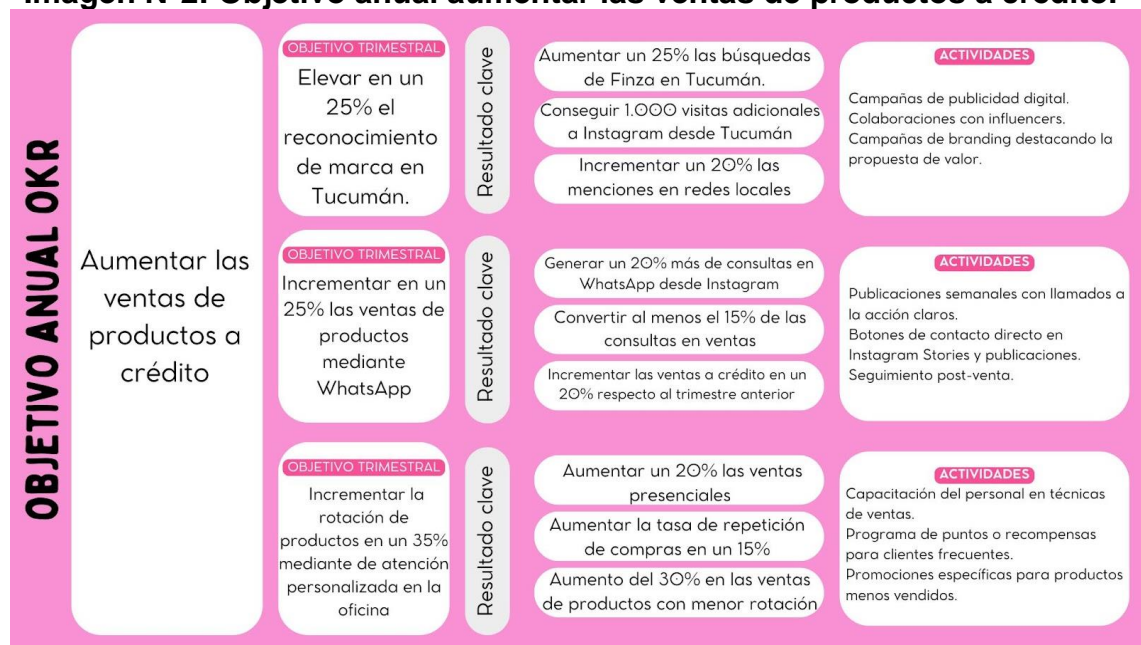 Imagen N°2: Objetivo anual aumentar las ventas de productos a crédito.
OBJETIVO ANUAL OKR
Aumentar las
ventas de
productos a
crédito
OBJETIVO TRIMESTRAL
Elevar en un
25% el
reconocimiento
de marca en
Tucumán.
Resultado clave
Aumentar un 25% las búsquedas
de Finza en Tucumán.
Conseguir 1.000 visitas adicionales
a Instagram desde Tucumán
Incrementar un 20% las
menciones en redes locales
ACTIVIDADES
Campañas de publicidad digital.
Colaboraciones con influencers.
Campañas de branding destacando la
propuesta de valor.
OBJETIVO TRIMESTRAL
Incrementar en un
25% las ventas de
productos
mediante
WhatsApp
Resultado clave
Generar un 20% más de consultas en
WhatsApp desde Instagram
Convertir al menos el 15% de las
consultas en ventas
Incrementar las ventas a crédito en un
20% respecto al trimestre anterior
ACTIVIDADES
Publicaciones semanales con llamados a
la acción claros.
Botones de contacto directo en
Instagram Stories y publicaciones.
Seguimiento post-venta.
OBJETIVO TRIMESTRAL
Incrementar la
rotación de
productos en un 35%
mediante de atención
personalizada en la
oficina
Resultado clave
Aumentar un 20% las ventas
presenciales
Aumentar la tasa de repetición
de compras en un 15%
Aumento del 30% en las ventas
de productos con menor rotación
ACTIVIDADES
Capacitación del personal en técnicas
de ventas.
Programa de puntos o recompensas
para clientes frecuentes.
Promociones específicas para productos
menos vendidos.